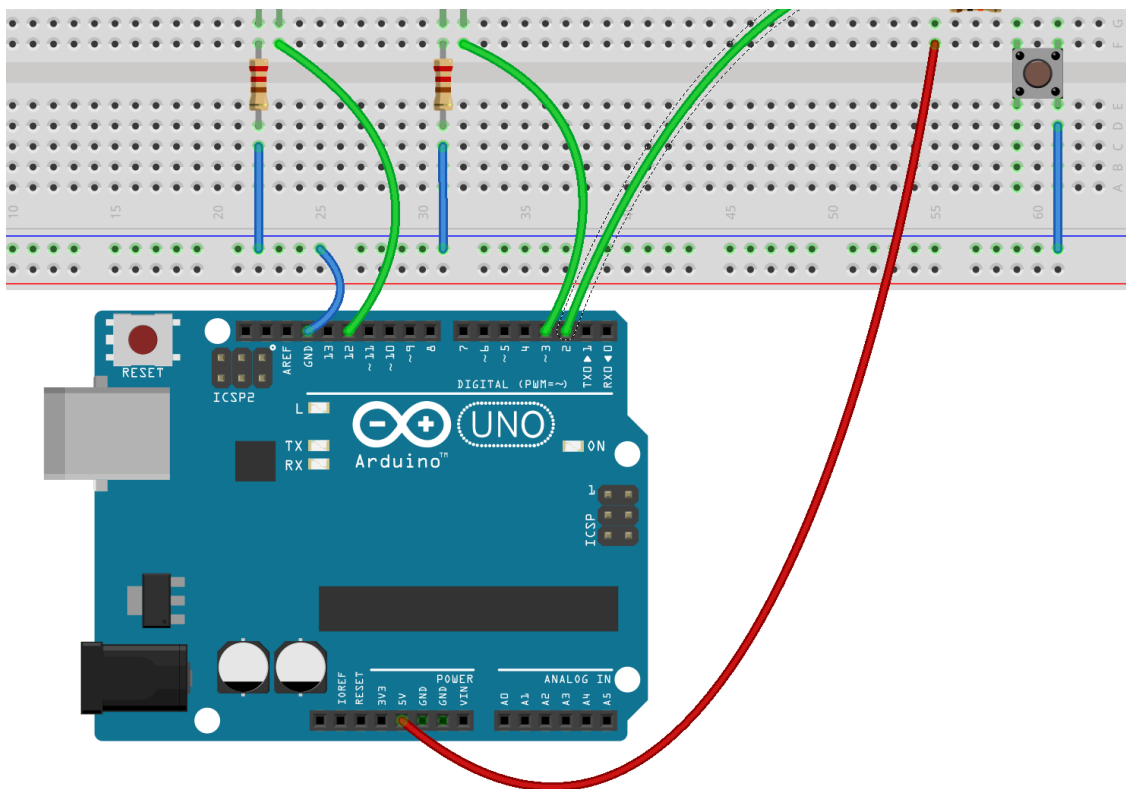 G
F
E
D
C
B
A
10 15 20 25 30 35 45 50 55 60
AREF GND 13 12 ~11 ~10 ~9 8 7 ~6 ~5 4 ~3 2 TX0▶1 RX0◀0
RESET
ICSP2
DIGITAL (PWM=~)
L
TX
RX
UNO
Arduino™
ON
1
ICSP
POWER
ANALOG IN
IOREF RESET 3V3 5V GND GND VIN A0 A1 A2 A3 A4 A5